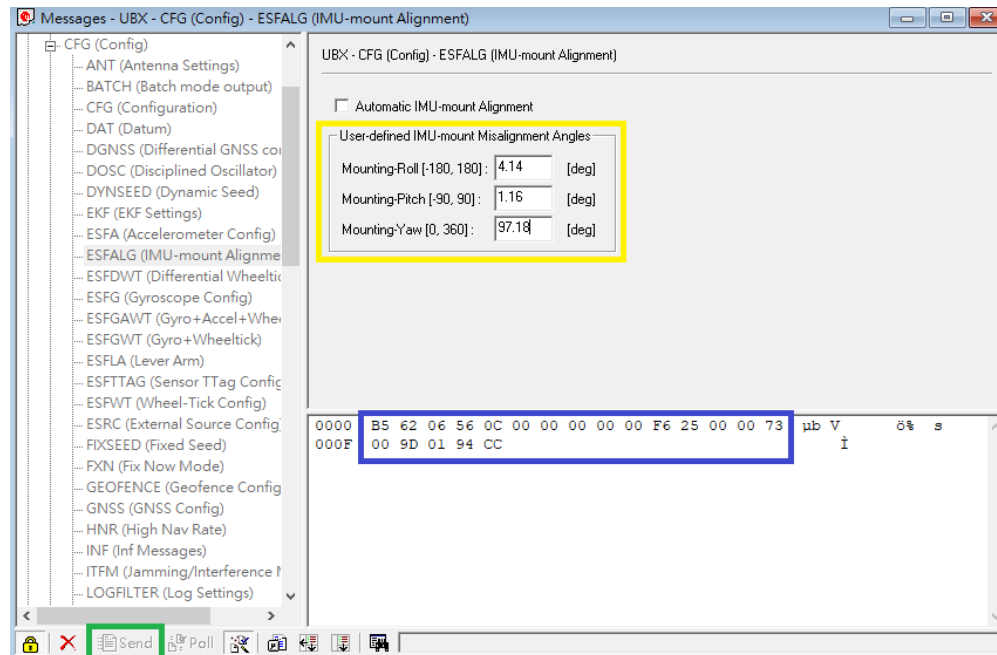 Messages - UBX - CFG (Config) - ESFALG (IMU-mount Alignment)
CFG (Config)
ANT (Antenna Settings)
BATCH (Batch mode output)
CFG (Configuration)
DAT (Datum)
DGNSS (Differential GNSS cor
DOSC (Disciplined Oscillator)
DYNSEED (Dynamic Seed)
EKF (EKF Settings)
ESFA (Accelerometer Config)
ESFALG (IMU-mount Alignme
ESFDWT (Differential Wheeltic
ESFG (Gyroscope Config)
ESFGAWT (Gyro+Accel+Whe
ESFGWT (Gyro+Wheeltick)
ESFLA (Lever Arm)
ESFTTAG (Sensor TTag Config
ESFWT (Wheel-Tick Config)
ESRC (External Source Config)
FIXSEED (Fixed Seed)
FXN (Fix Now Mode)
GEOFENCE (Geofence Config
GNSS (GNSS Config)
HNR (High Nav Rate)
INF (Inf Messages)
ITFM (Jamming/Interference M
LOGFILTER (Log Settings)
UBX - CFG (Config) - ESFALG (IMU-mount Alignment)
Automatic IMU-mount Alignment
User-defined IMU-mount Misalignment Angles
Mounting-Roll [-180, 180] : 4.14 [deg]
Mounting-Pitch [-90, 90] : 1.16 [deg]
Mounting-Yaw [0, 360] : 97.18 [deg]
0000 B5 62 06 56 0C 00 00 00 00 00 F6 25 00 00 73 µb V ö% s
000F 00 9D 01 94 CC Ì
Send Poll